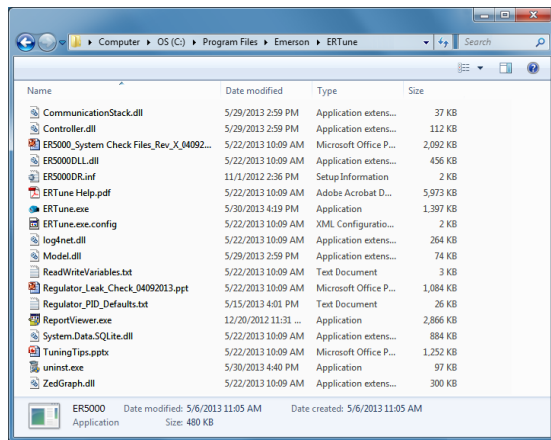 Computer ▸ OS (C:) ▸ Program Files ▸ Emerson ▸ ERTune Search
Name Date modified Type Size
CommunicationStack.dll 5/29/2013 2:59 PM Application extens... 37 KB
Controller.dll 5/29/2013 2:59 PM Application extens... 112 KB
ER5000_System Check Files_Rev_X_04092... 5/22/2013 10:09 AM Microsoft Office P... 2,092 KB
ER5000DLL.dll 5/22/2013 10:09 AM Application extens... 456 KB
ER5000DR.inf 11/1/2012 2:36 PM Setup Information 2 KB
ERTune Help.pdf 5/22/2013 10:09 AM Adobe Acrobat D... 5,973 KB
ERTune.exe 5/30/2013 4:19 PM Application 1,397 KB
ERTune.exe.config 5/22/2013 10:09 AM XML Configuratio... 2 KB
log4net.dll 5/22/2013 10:09 AM Application extens... 264 KB
Model.dll 5/29/2013 2:59 PM Application extens... 74 KB
ReadWriteVariables.txt 5/22/2013 10:09 AM Text Document 3 KB
Regulator_Leak_Check_04092013.ppt 5/22/2013 10:09 AM Microsoft Office P... 1,084 KB
Regulator_PID_Defaults.txt 5/15/2013 4:01 PM Text Document 26 KB
ReportViewer.exe 12/20/2012 11:31 ... Application 2,866 KB
System.Data.SQLite.dll 5/22/2013 10:09 AM Application extens... 884 KB
TuningTips.pptx 5/22/2013 10:09 AM Microsoft Office P... 1,252 KB
uninst.exe 5/30/2013 4:40 PM Application 97 KB
ZedGraph.dll 5/22/2013 10:09 AM Application extens... 300 KB
ER5000 Date modified: 5/6/2013 11:05 AM Date created: 5/6/2013 11:05 AM
Application Size: 480 KB